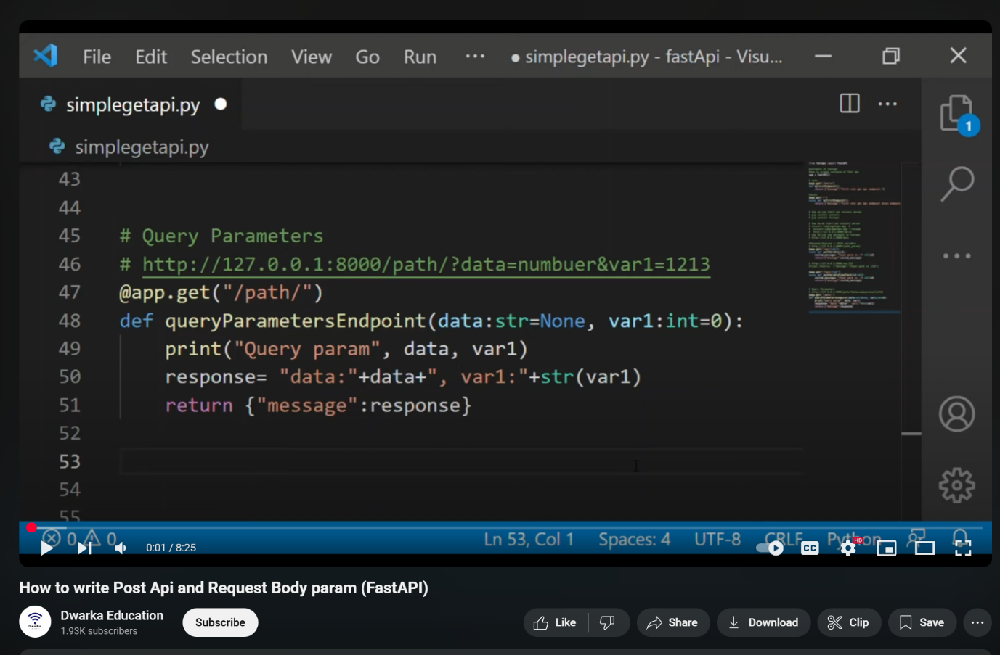 File Edit Selection View Go Run ··· ● simplegetapi.py - fastApi - Visu...
simplegetapi.py ●
simplegetapi.py
1
43
44
45 # Query Parameters
46 # http://127.0.0.1:8000/path/?data=numbuer&var1=1213
47 @app.get("/path/")
48 def queryParametersEndpoint(data:str=None, var1:int=0):
49 print("Query param", data, var1)
50 response= "data:"+data+", var1:"+str(var1)
51 return {"message":response}
52
53
54
55
0 0 Ln 53, Col 1 Spaces: 4 UTF-8 CRLF Python
0:01 / 8:25 CC HD
How to write Post Api and Request Body param (FastAPI)
Dwarka Education
1.93K subscribers
Subscribe
Like Share Download Clip Save ...